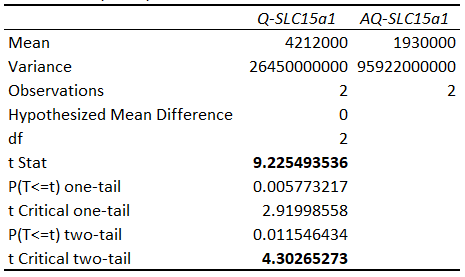 Q-SLC15a1 AQ-SLC15a1
Mean 4212000 1930000
Variance 26450000000 95922000000
Observations 2 2
Hypothesized Mean Difference 0
df 2
t Stat 9.225493536
P(T<=t) one-tail 0.005773217
t Critical one-tail 2.91998558
P(T<=t) two-tail 0.011546434
t Critical two-tail 4.30265273